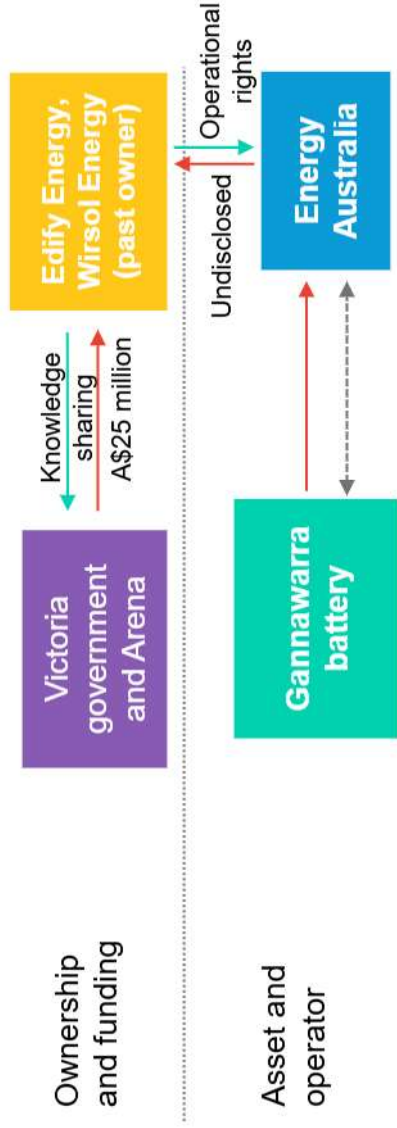 Ownership
and funding
Victoria
government
and Arena
Knowledge
sharing
A$25 million
Edify Energy,
Wirsol Energy
(past owner)
Undisclosed
Operational
rights
Asset and
operator
Gannawarra
battery
Energy
Australia